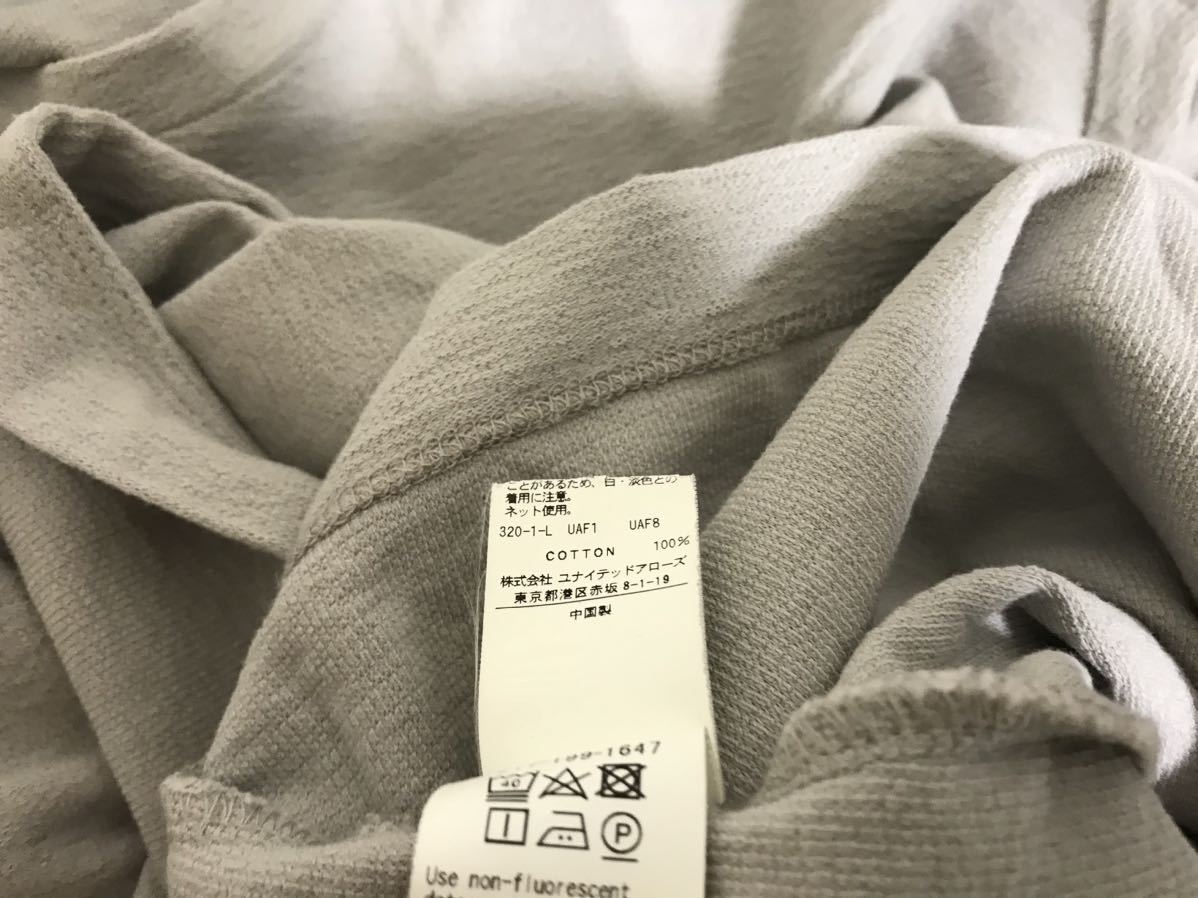 ことがあるため、白・淡色との
着用に注意。
ネット使用。
320-1-L UAF1 UAF8
COTTON 100%
株式会社 ユナイテッドアローズ
東京都港区赤坂 8-1-19
中国製
199-1647
40
P
Use non-fluorescent